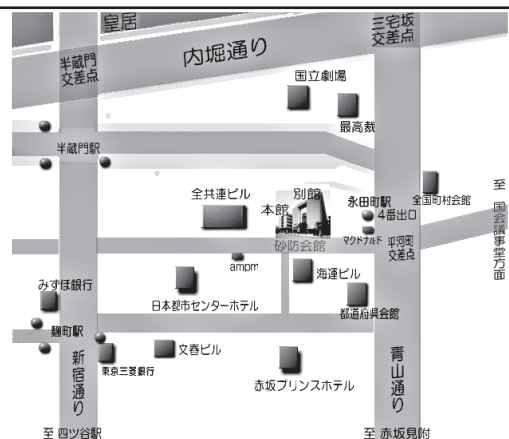 皇居
三宅坂
交差点
半蔵門
交差点
内堀通り
国立劇場
最高裁
半蔵門駅
全共連ビル
本館
別館
砂防会館
永田町駅
4番出口
マクドナルド
平河町
交差点
全国町村会館
至 国会議事堂方面
ampm
海運ビル
日本都市センターホテル
都道府県会館
みずほ銀行
麹町駅
東京三菱銀行
文春ビル
赤坂プリンスホテル
新宿通り
青山通り
至 四ツ谷駅
至 赤坂見附